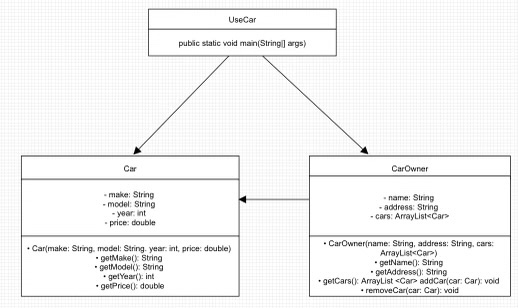 UseCar
public static void main(String[] args)
Car
- make: String
- model: String
- year: int
- price: double
• Car(make: String, model: String. year: int, price: double)
• getMake(): String
• getModel(): String
• getYear(): int
• getPrice(): double
CarOwner
- name: String
- address: String
- cars: ArrayList<Car>
• CarOwner(name: String, address: String, cars:
ArrayList<Car>)
• getName(): String
• getAddress(): String
• getCars(): ArrayList <Car> addCar(car: Car): void
• removeCar(car: Car): void